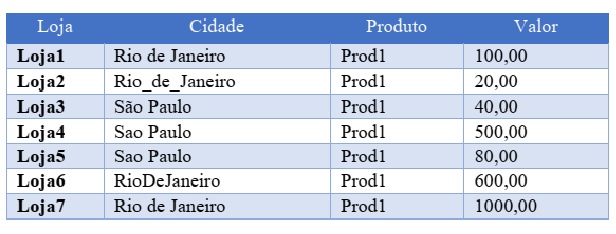 Loja Cidade Produto Valor
Loja1 Rio de Janeiro Prod1 100,00
Loja2 Rio_de_Janeiro Prod1 20,00
Loja3 São Paulo Prod1 40,00
Loja4 Sao Paulo Prod1 500,00
Loja5 Sao Paulo Prod1 80,00
Loja6 RioDeJaneiro Prod1 600,00
Loja7 Rio de Janeiro Prod1 1000,00